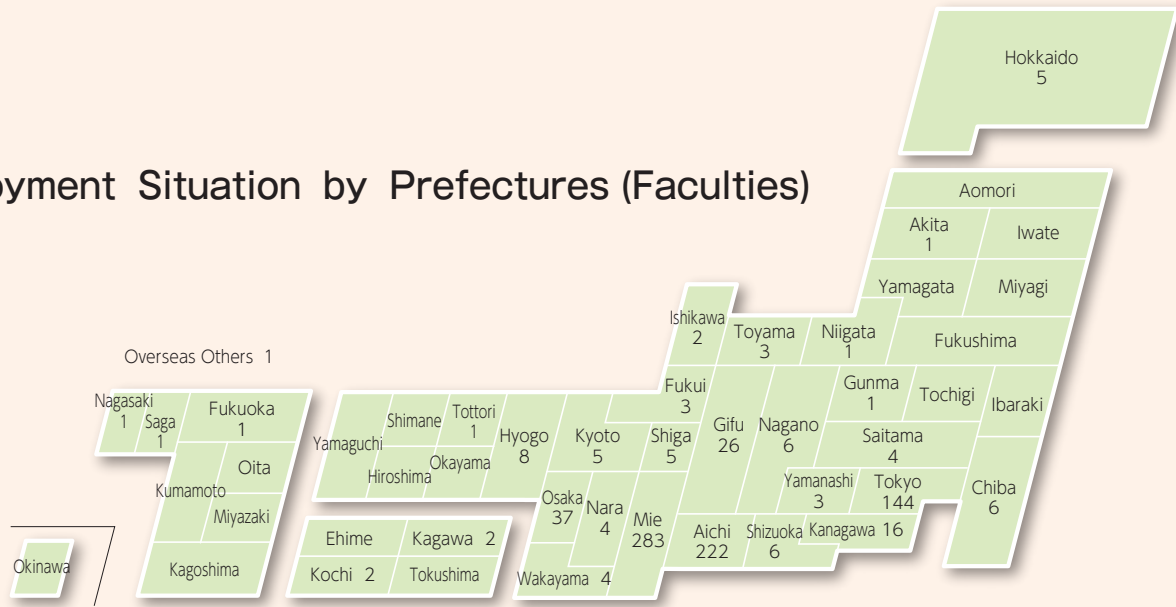 Hokkaido
5
oyment Situation by Prefectures (Faculties)
Aomori
Akita
1
Iwate
Yamagata
Miyagi
Ishikawa
2
Toyama
3
Niigata
1
Fukushima
Overseas Others 1
Nagasaki
1
Saga
1
Fukuoka
1
Oita
Kumamoto
Miyazaki
Kagoshima
Okinawa
Yamaguchi
Shimane
Tottori
1
Hiroshima
Okayama
Hyogo
8
Kyoto
5
Fukui
3
Shiga
5
Gifu
26
Nagano
6
Gunma
1
Tochigi
Ibaraki
Saitama
4
Yamanashi
3
Tokyo
144
Chiba
6
Osaka
37
Nara
4
Mie
283
Aichi
222
Shizuoka
6
Kanagawa 16
Wakayama 4
Ehime
Kagawa 2
Kochi 2
Tokushima